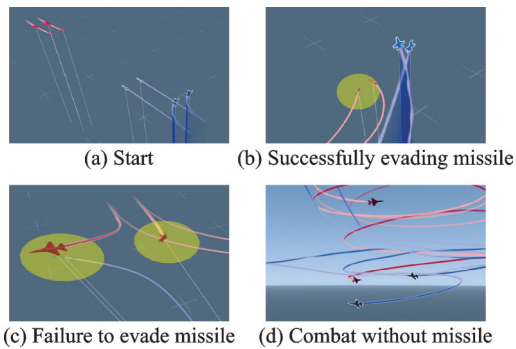 (a) Start
(b) Successfully evading missile
(c) Failure to evade missile
(d) Combat without missile